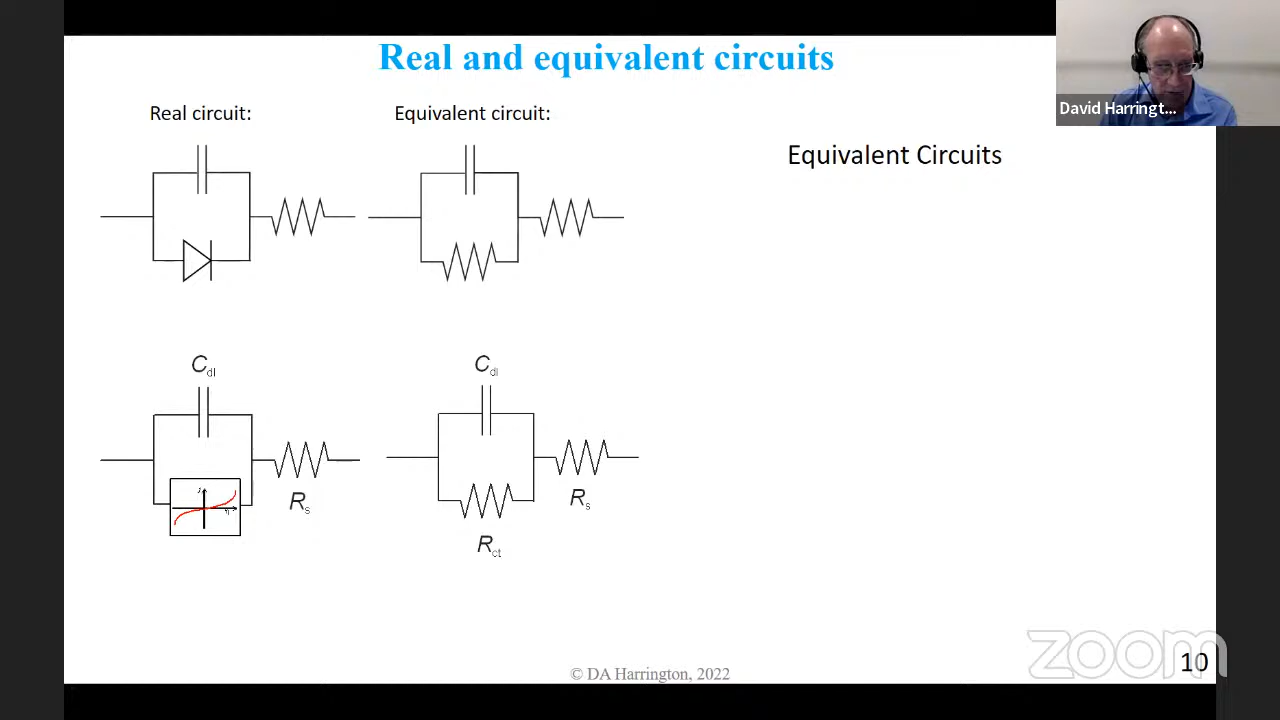 Real and equivalent circuits
Real circuit:
Equivalent circuit:
David Harringt...
Equivalent Circuits
Cdl
Cdl
Rs
Rs
Rct
zoom
© DA Harrington, 2022
10